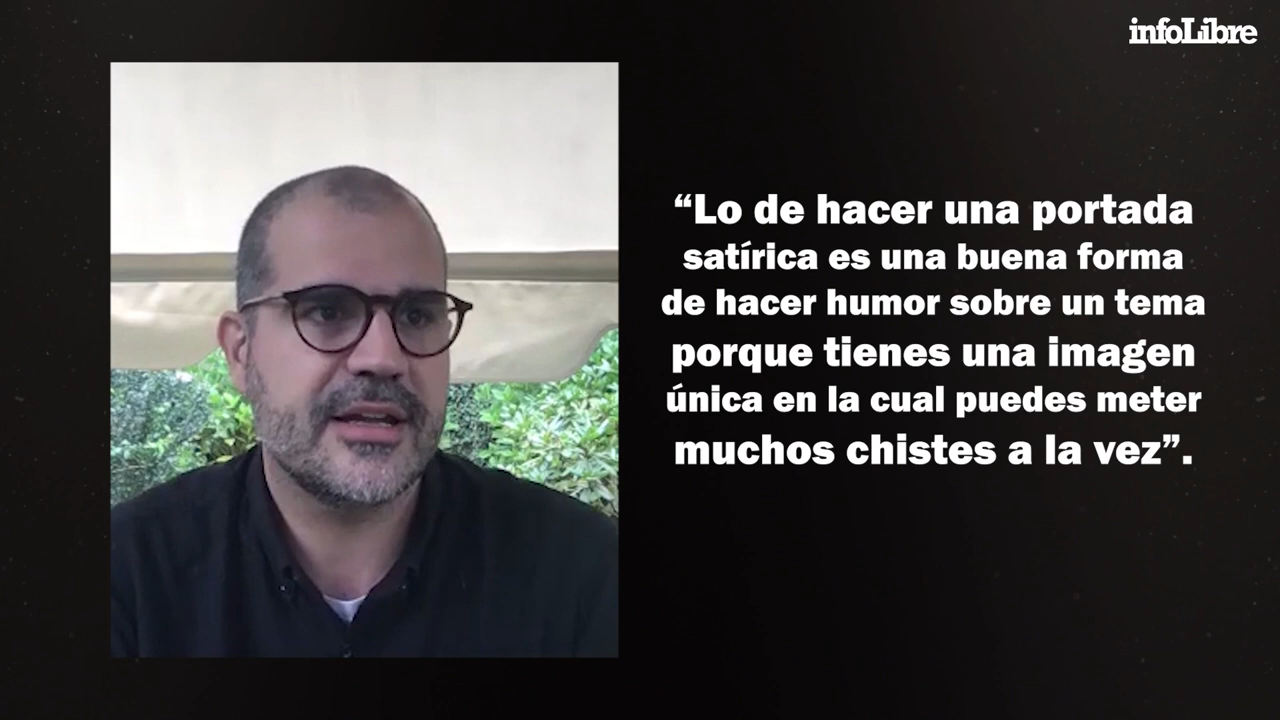 infoLibre
“Lo de hacer una portada
satírica es una buena forma
de hacer humor sobre un tema
porque tienes una imagen
única en la cual puedes meter
muchos chistes a la vez”.